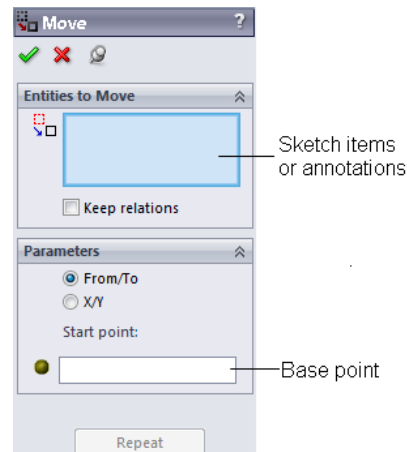 Move ?
Entities to Move
Sketch items
or annotations
Keep relations
Parameters
From/To
X/Y
Start point:
Base point
Repeat